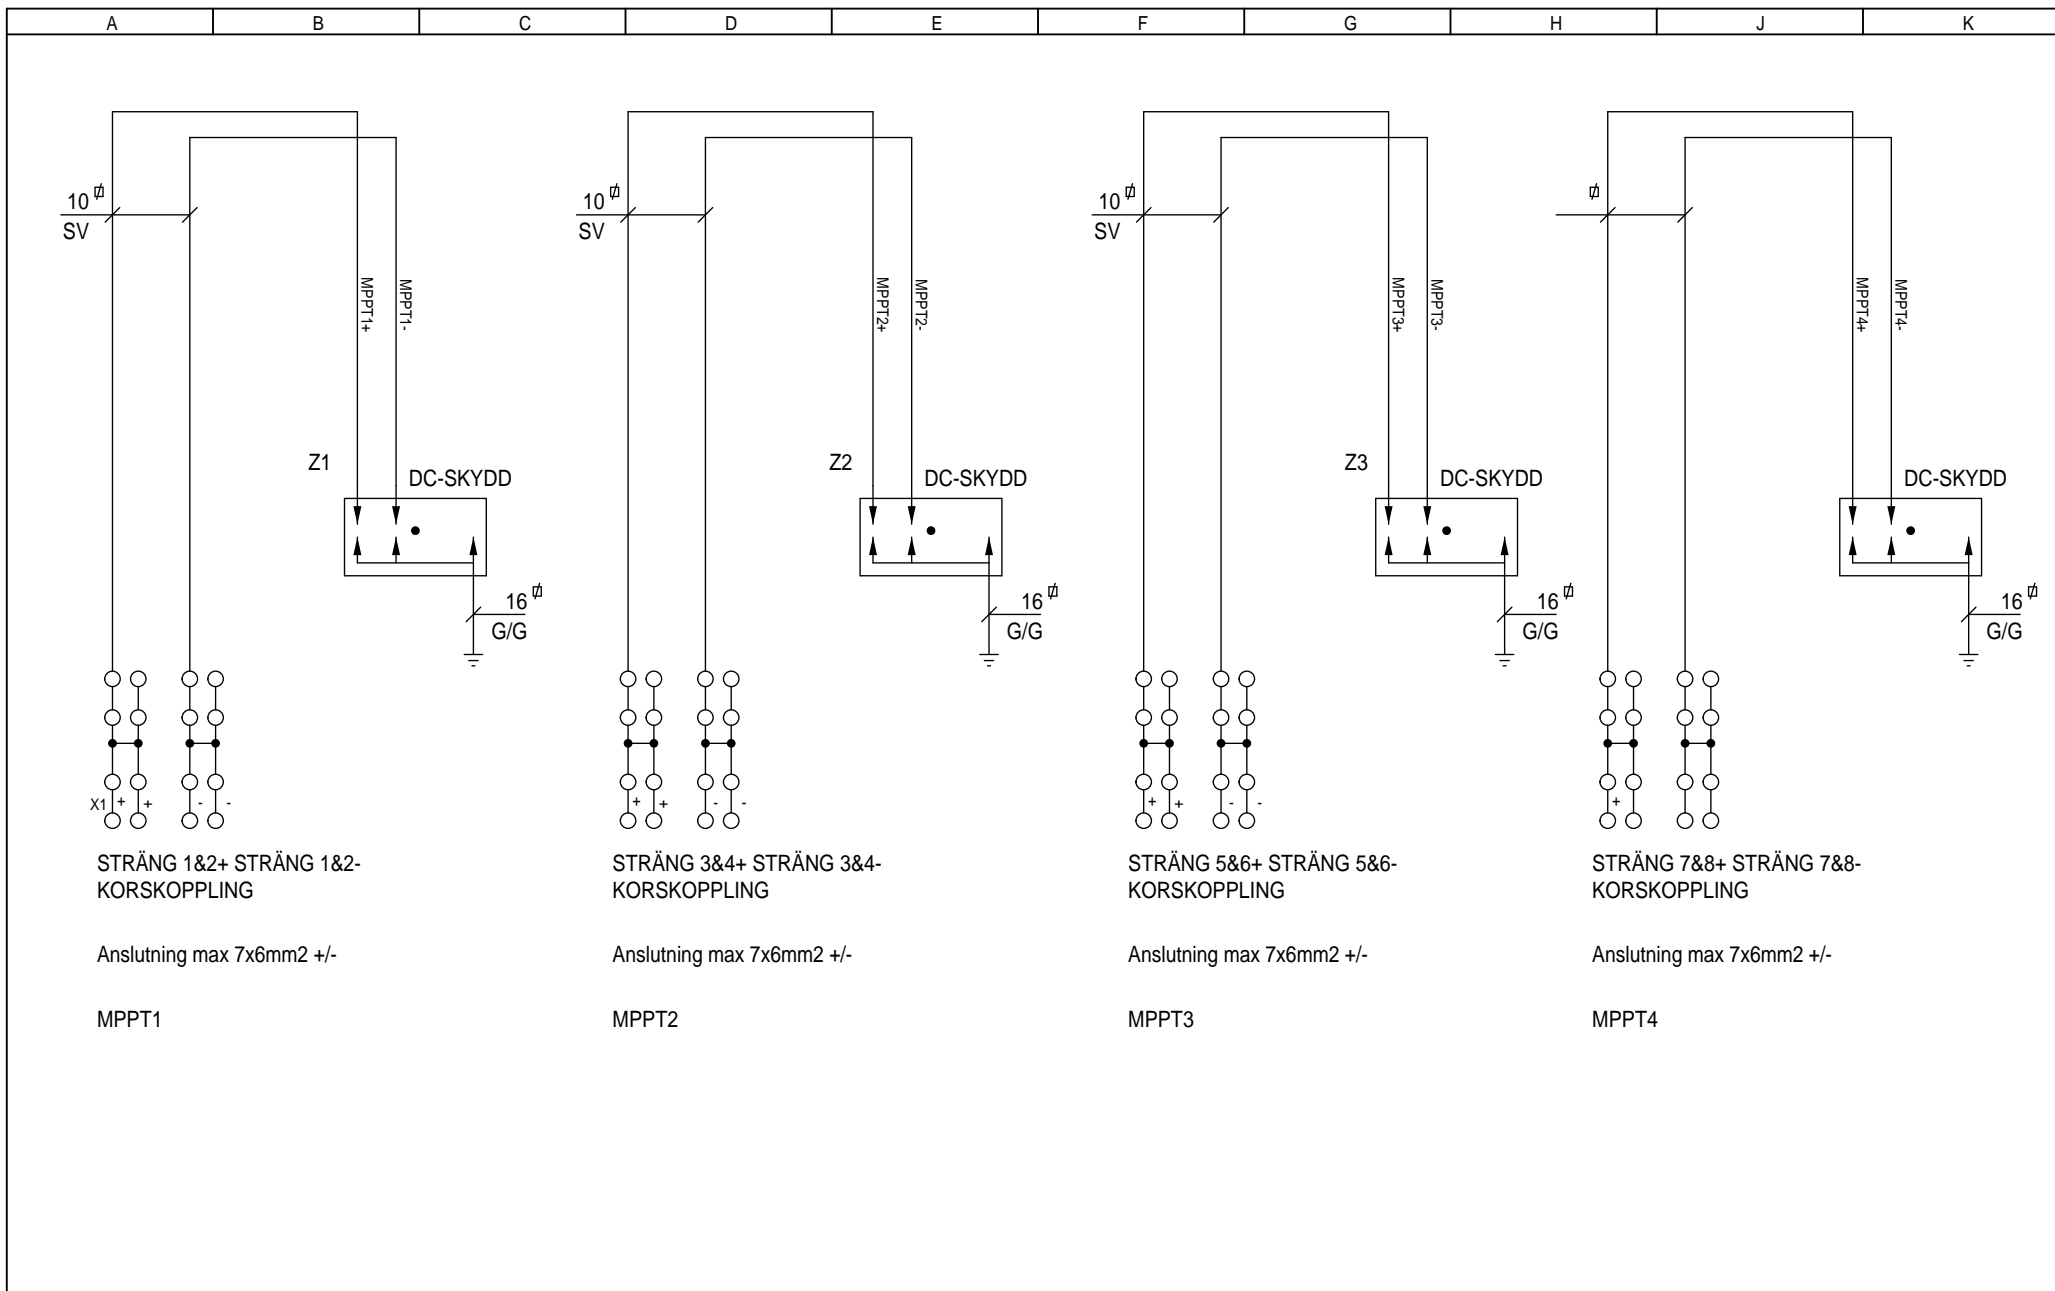 A B C D E F G H J K
10 10 10
SV SV SV
MPPT1+ MPPT1- MPPT2+ MPPT2- MPPT3+ MPPT3- MPPT4+ MPPT4-
Z1 Z2 Z3
DC-SKYDD DC-SKYDD DC-SKYDD DC-SKYDD
16 16 16 16
G/G G/G G/G G/G
X1 + + - - + + - - + + - - +
STRÄNG 1&2+ STRÄNG 1&2-
KORSKOPPLING
Anslutning max 7x6mm2 +/-
MPPT1
STRÄNG 3&4+ STRÄNG 3&4-
KORSKOPPLING
Anslutning max 7x6mm2 +/-
MPPT2
STRÄNG 5&6+ STRÄNG 5&6-
KORSKOPPLING
Anslutning max 7x6mm2 +/-
MPPT3
STRÄNG 7&8+ STRÄNG 7&8-
KORSKOPPLING
Anslutning max 7x6mm2 +/-
MPPT4